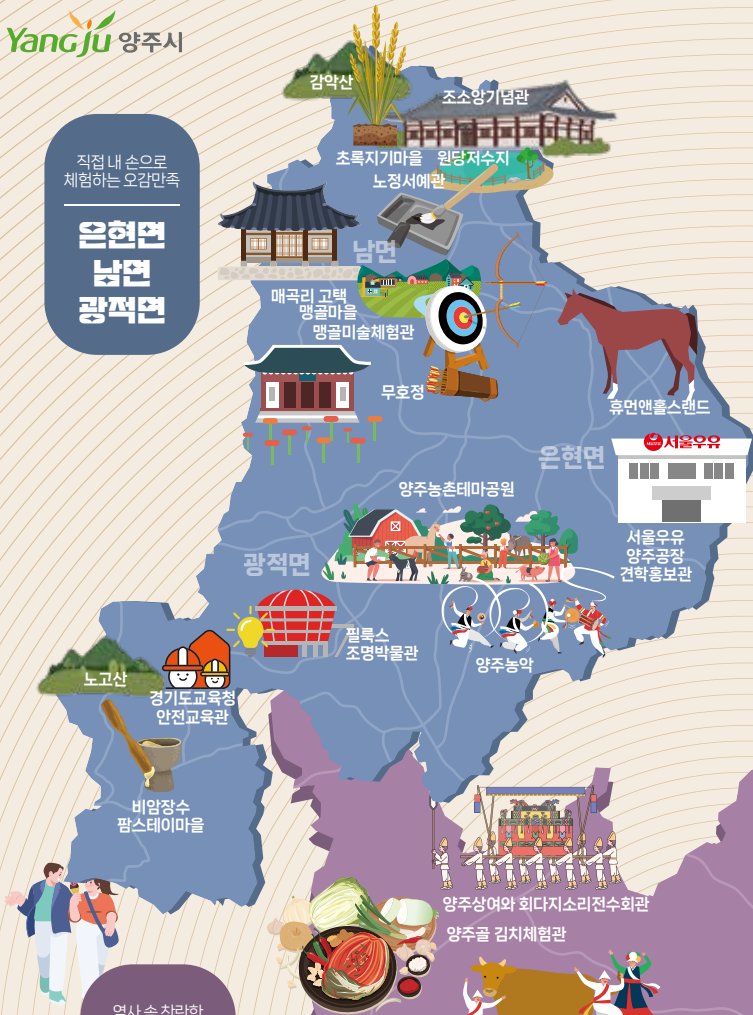 Yangju 양주시
감악산
조소앙기념관
직접 내 손으로
체험하는 오감만족
은현면
남면
광적면
초록지기마을
원당저수지
노정서예관
남면
매곡리 고택
맹골마을
맹골미술체험관
무호정
휴먼앤홀스랜드
은현면
서울우유
서울우유
양주공장
견학홍보관
양주농촌테마공원
광적면
필룩스
조명박물관
양주농악
노고산
경기도교육청
안전교육관
비암장수
팜스테이마을
양주상여와 회다지소리전수회관
양주골 김치체험관